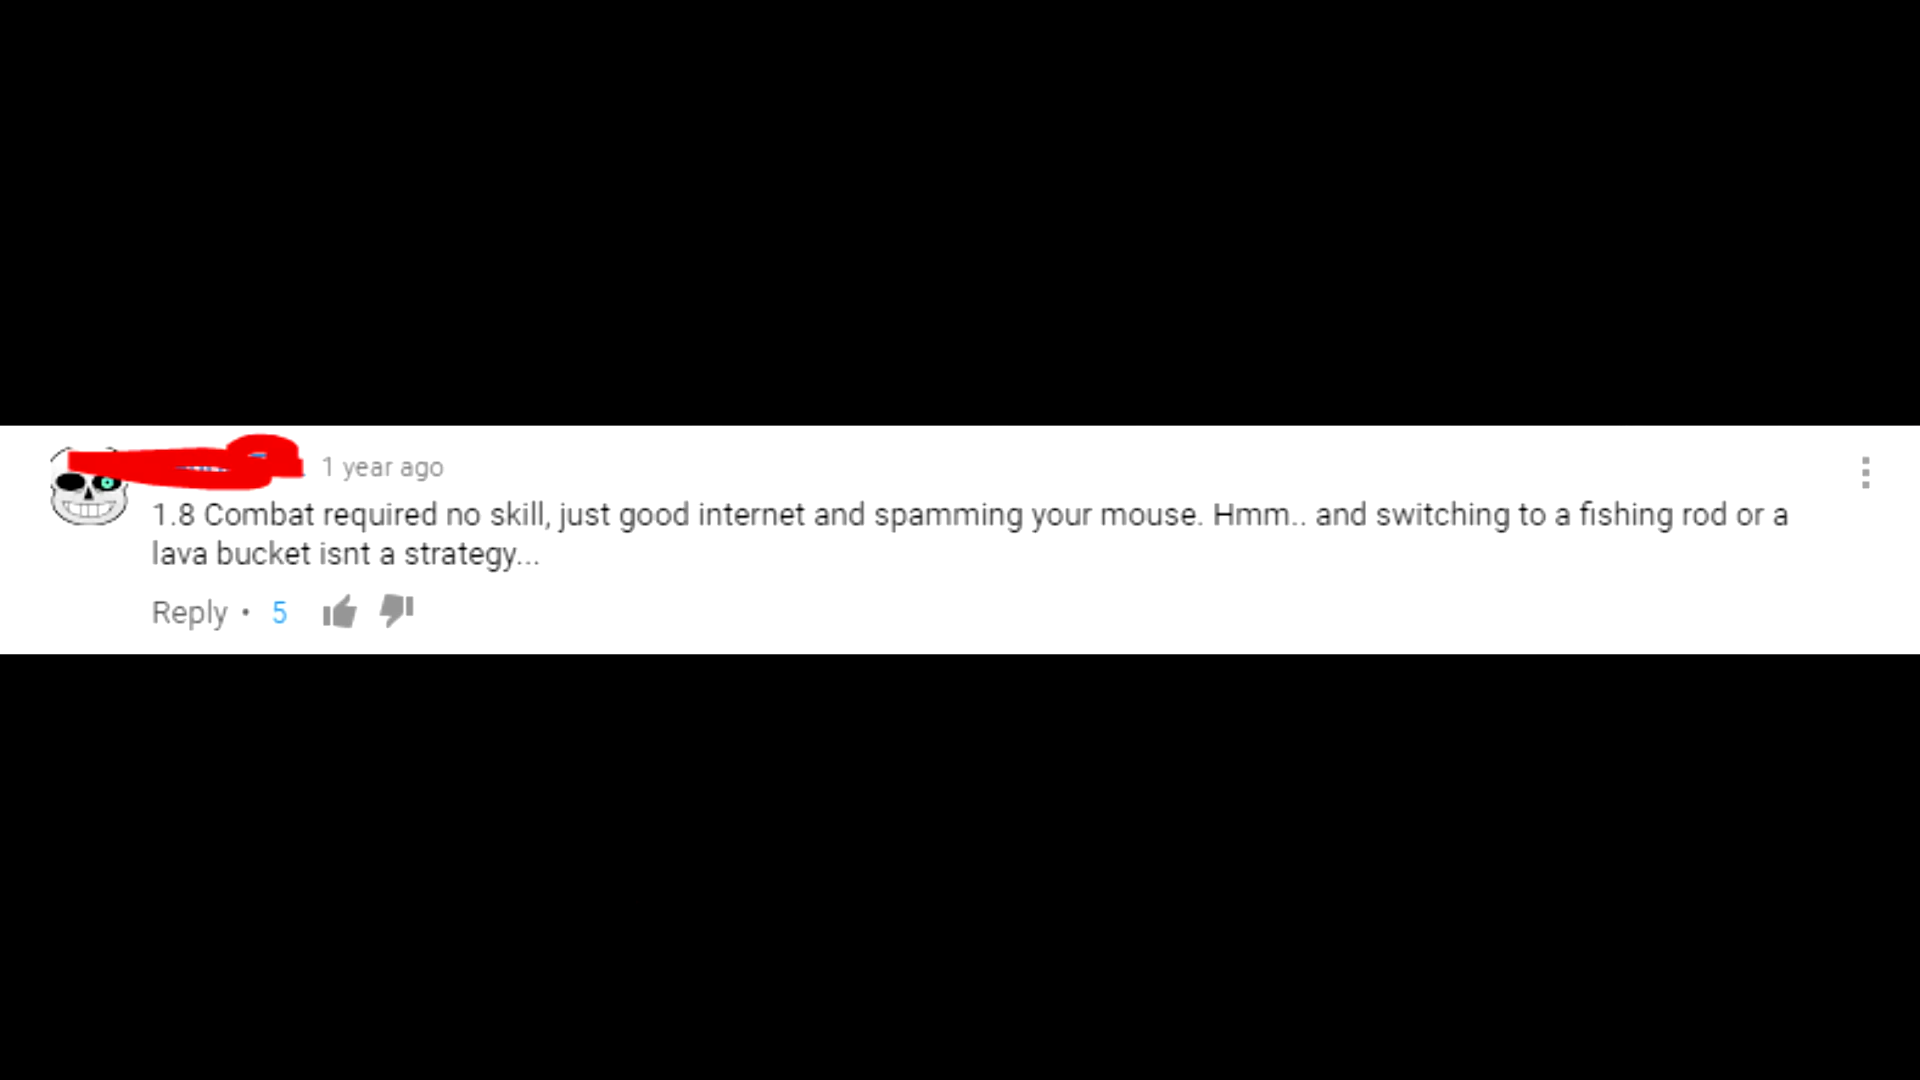 1 year ago
1.8 Combat required no skill, just good internet and spamming your mouse. Hmm.. and switching to a fishing rod or a
lava bucket isnt a strategy...
Reply • 5